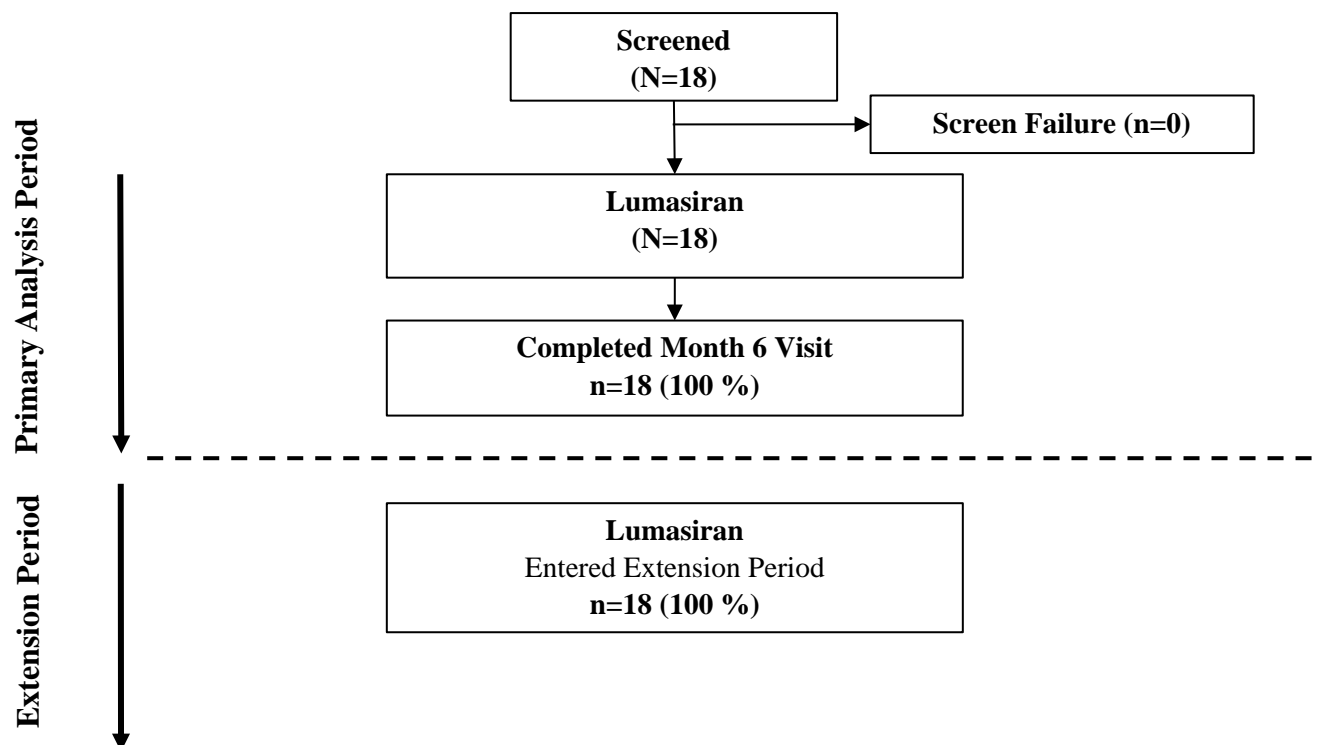 Screened
(N=18)
Screen Failure (n=0)
Primary Analysis Period
Lumasiran
(N=18)
Completed Month 6 Visit
n=18 (100 %)
Extension Period
Lumasiran
Entered Extension Period
n=18 (100 %)